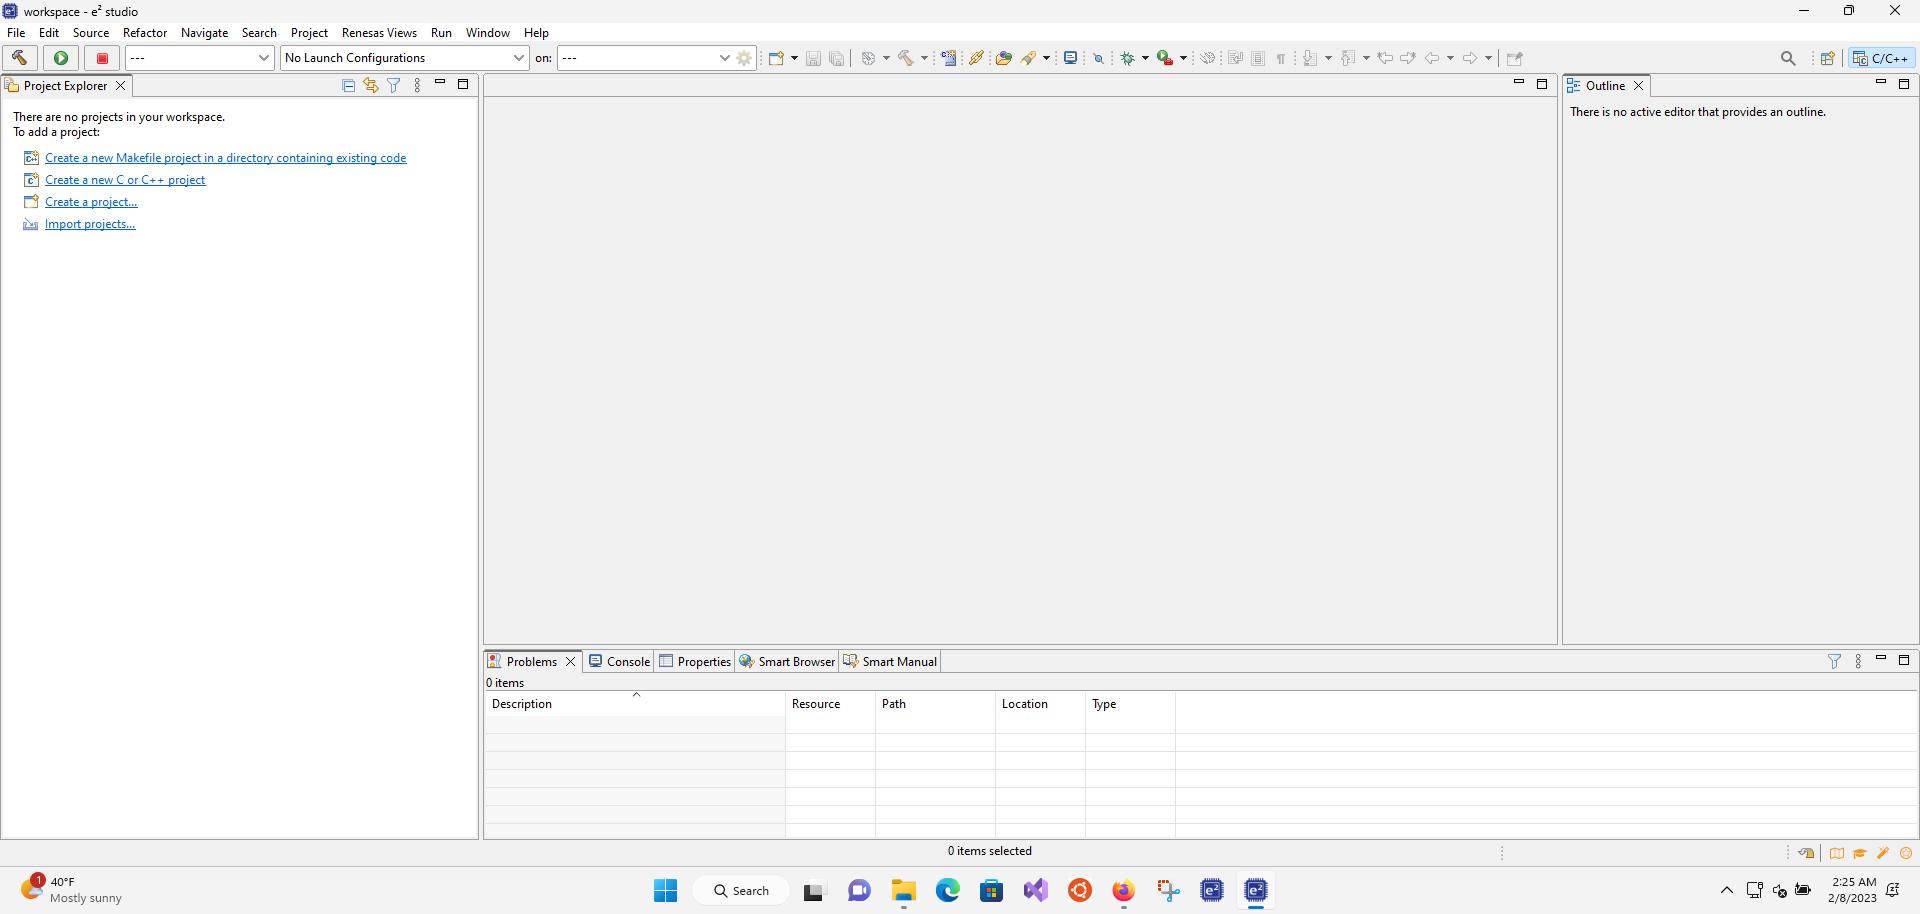 workspace - e² studio
File Edit Source Refactor Navigate Search Project Renesas Views Run Window Help
--- No Launch Configurations on: --- C/C++
Project Explorer
There are no projects in your workspace.
To add a project:
Create a new Makefile project in a directory containing existing code
Create a new C or C++ project
Create a project...
Import projects...
Outline
There is no active editor that provides an outline.
Problems Console Properties Smart Browser Smart Manual
0 items
Description Resource Path Location Type
0 items selected
1
40°F
Mostly sunny
Search
e² e²
2:25 AM
2/8/2023